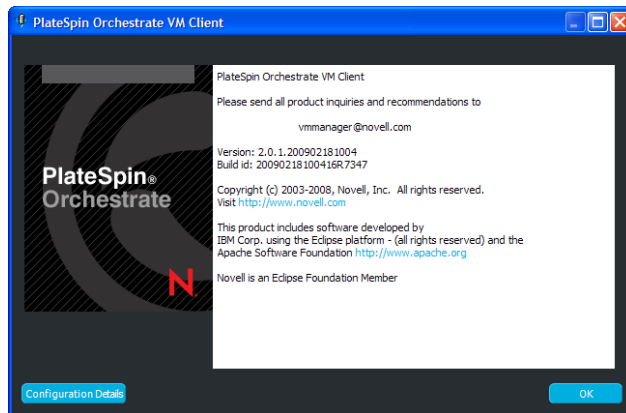 PlateSpin Orchestrate VM Client
PlateSpin Orchestrate VM Client
Please send all product inquiries and recommendations to
vmmanager@novell.com
Version: 2.0.1.200902181004
Build id: 20090218100416R7347
Copyright (c) 2003-2008, Novell, Inc.  All rights reserved.
Visit http://www.novell.com
This product includes software developed by
IBM Corp. using the Eclipse platform - (all rights reserved) and the
Apache Software Foundation http://www.apache.org
Novell is an Eclipse Foundation Member
PlateSpin®
Orchestrate
N
Configuration Details
OK